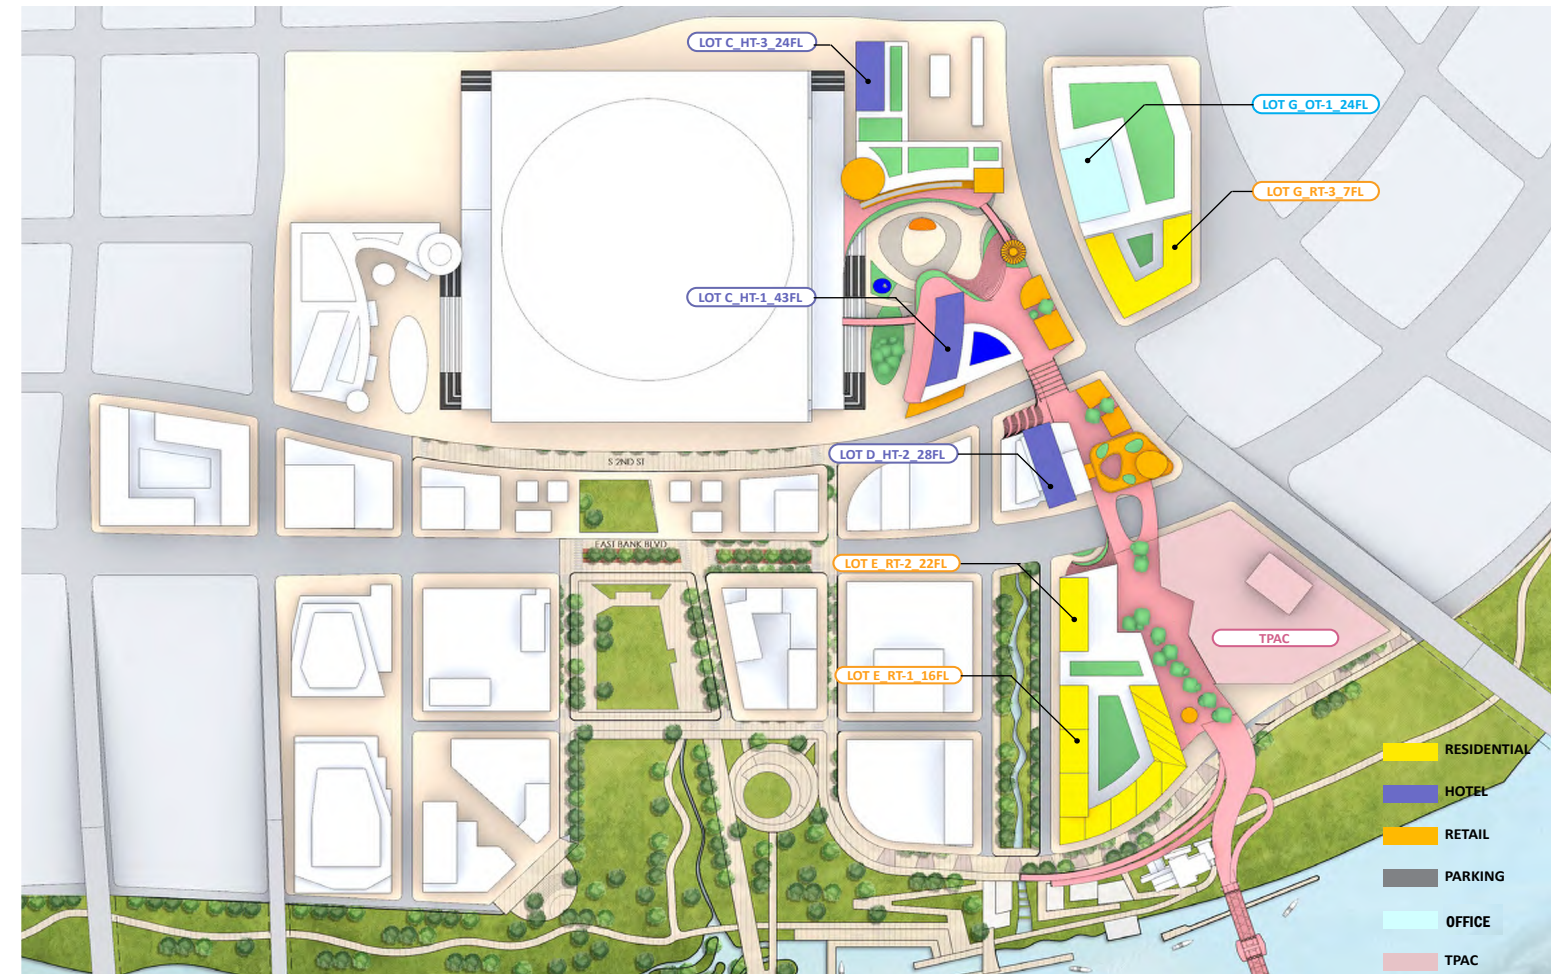 LOT C_HT-3_24FL
LOT G_OT-1_24FL
LOT G_RT-3_7FL
LOT C_HT-1_43FL
LOT D_HT-2_28FL
S 2ND ST
EAST BANK BLVD
LOT E_RT-2_22FL
TPAC
LOT E_RT-1_16FL
RESIDENTIAL
HOTEL
RETAIL
PARKING
OFFICE
TPAC